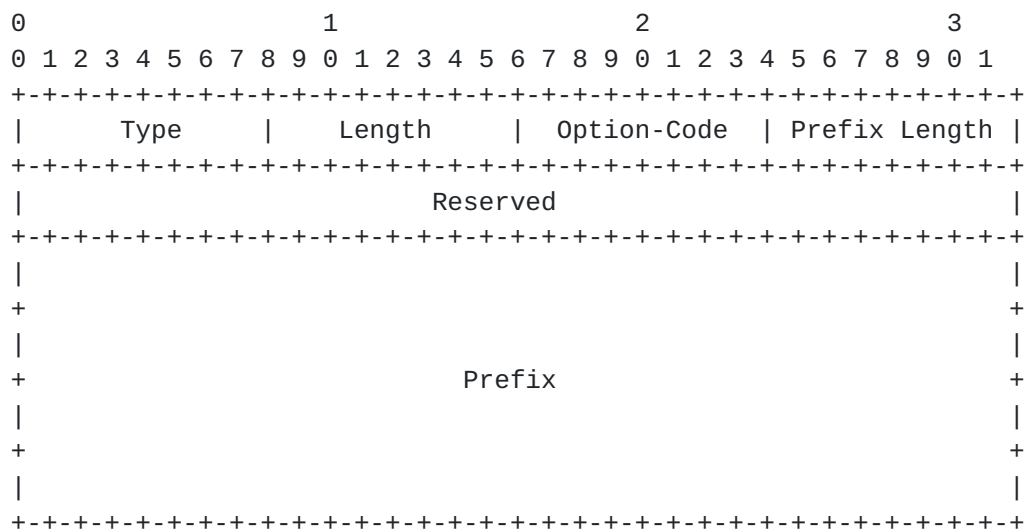 0                   1                   2                   3
0 1 2 3 4 5 6 7 8 9 0 1 2 3 4 5 6 7 8 9 0 1 2 3 4 5 6 7 8 9 0 1
+-+-+-+-+-+-+-+-+-+-+-+-+-+-+-+-+-+-+-+-+-+-+-+-+-+-+-+-+-+-+-+-+
|      Type     |    Length     |  Option-Code  | Prefix Length |
+-+-+-+-+-+-+-+-+-+-+-+-+-+-+-+-+-+-+-+-+-+-+-+-+-+-+-+-+-+-+-+-+
|                          Reserved                             |
+-+-+-+-+-+-+-+-+-+-+-+-+-+-+-+-+-+-+-+-+-+-+-+-+-+-+-+-+-+-+-+-+
|                                                               |
+                                                               +
|                                                               |
+                            Prefix                             +
|                                                               |
+                                                               +
|                                                               |
+-+-+-+-+-+-+-+-+-+-+-+-+-+-+-+-+-+-+-+-+-+-+-+-+-+-+-+-+-+-+-+-+